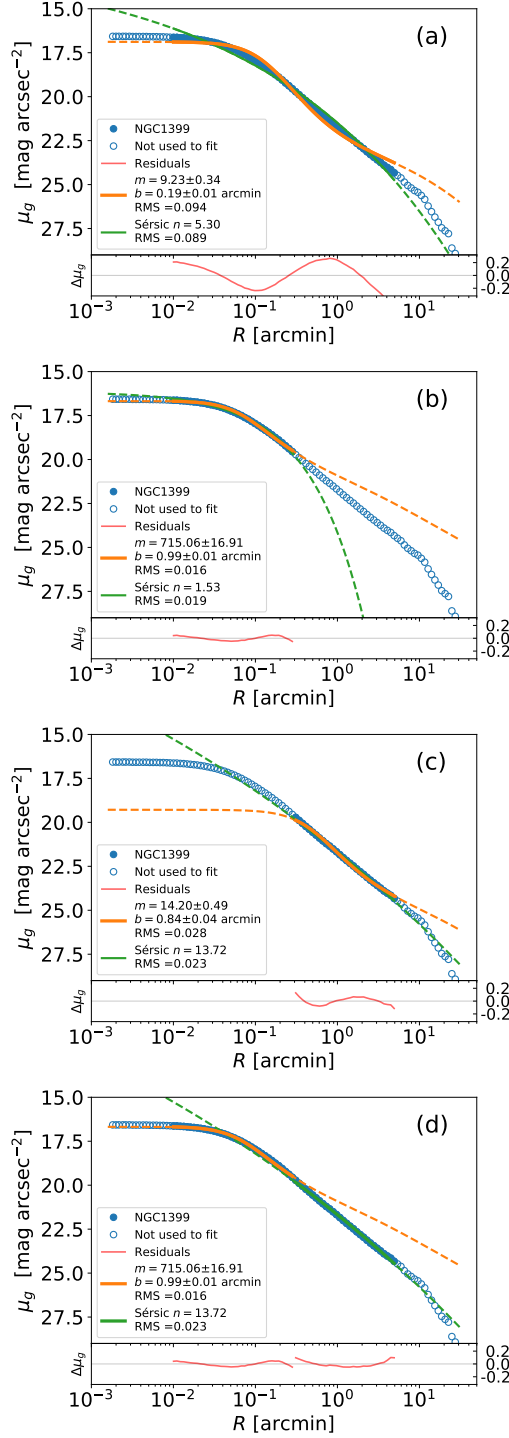 (a)
15.0
17.5
20.0
22.5
25.0
27.5
μg [mag arcsec−2]
NGC1399
Not used to fit
Residuals
m = 9.23±0.34
b = 0.19±0.01 arcmin
RMS =0.094
Sérsic n = 5.30
RMS =0.089
Δμg
0.2
0.0
-0.2
10−3 10−2 10−1 100 101
R [arcmin]
(b)
15.0
17.5
20.0
22.5
25.0
27.5
μg [mag arcsec−2]
NGC1399
Not used to fit
Residuals
m = 715.06±16.91
b = 0.99±0.01 arcmin
RMS =0.016
Sérsic n = 1.53
RMS =0.019
Δμg
0.2
0.0
-0.2
10−3 10−2 10−1 100 101
R [arcmin]
(c)
15.0
17.5
20.0
22.5
25.0
27.5
μg [mag arcsec−2]
NGC1399
Not used to fit
Residuals
m = 14.20±0.49
b = 0.84±0.04 arcmin
RMS =0.028
Sérsic n = 13.72
RMS =0.023
Δμg
0.2
0.0
-0.2
10−3 10−2 10−1 100 101
R [arcmin]
(d)
15.0
17.5
20.0
22.5
25.0
27.5
μg [mag arcsec−2]
NGC1399
Not used to fit
Residuals
m = 715.06±16.91
b = 0.99±0.01 arcmin
RMS =0.016
Sérsic n = 13.72
RMS =0.023
Δμg
0.2
0.0
-0.2
10−3 10−2 10−1 100 101
R [arcmin]